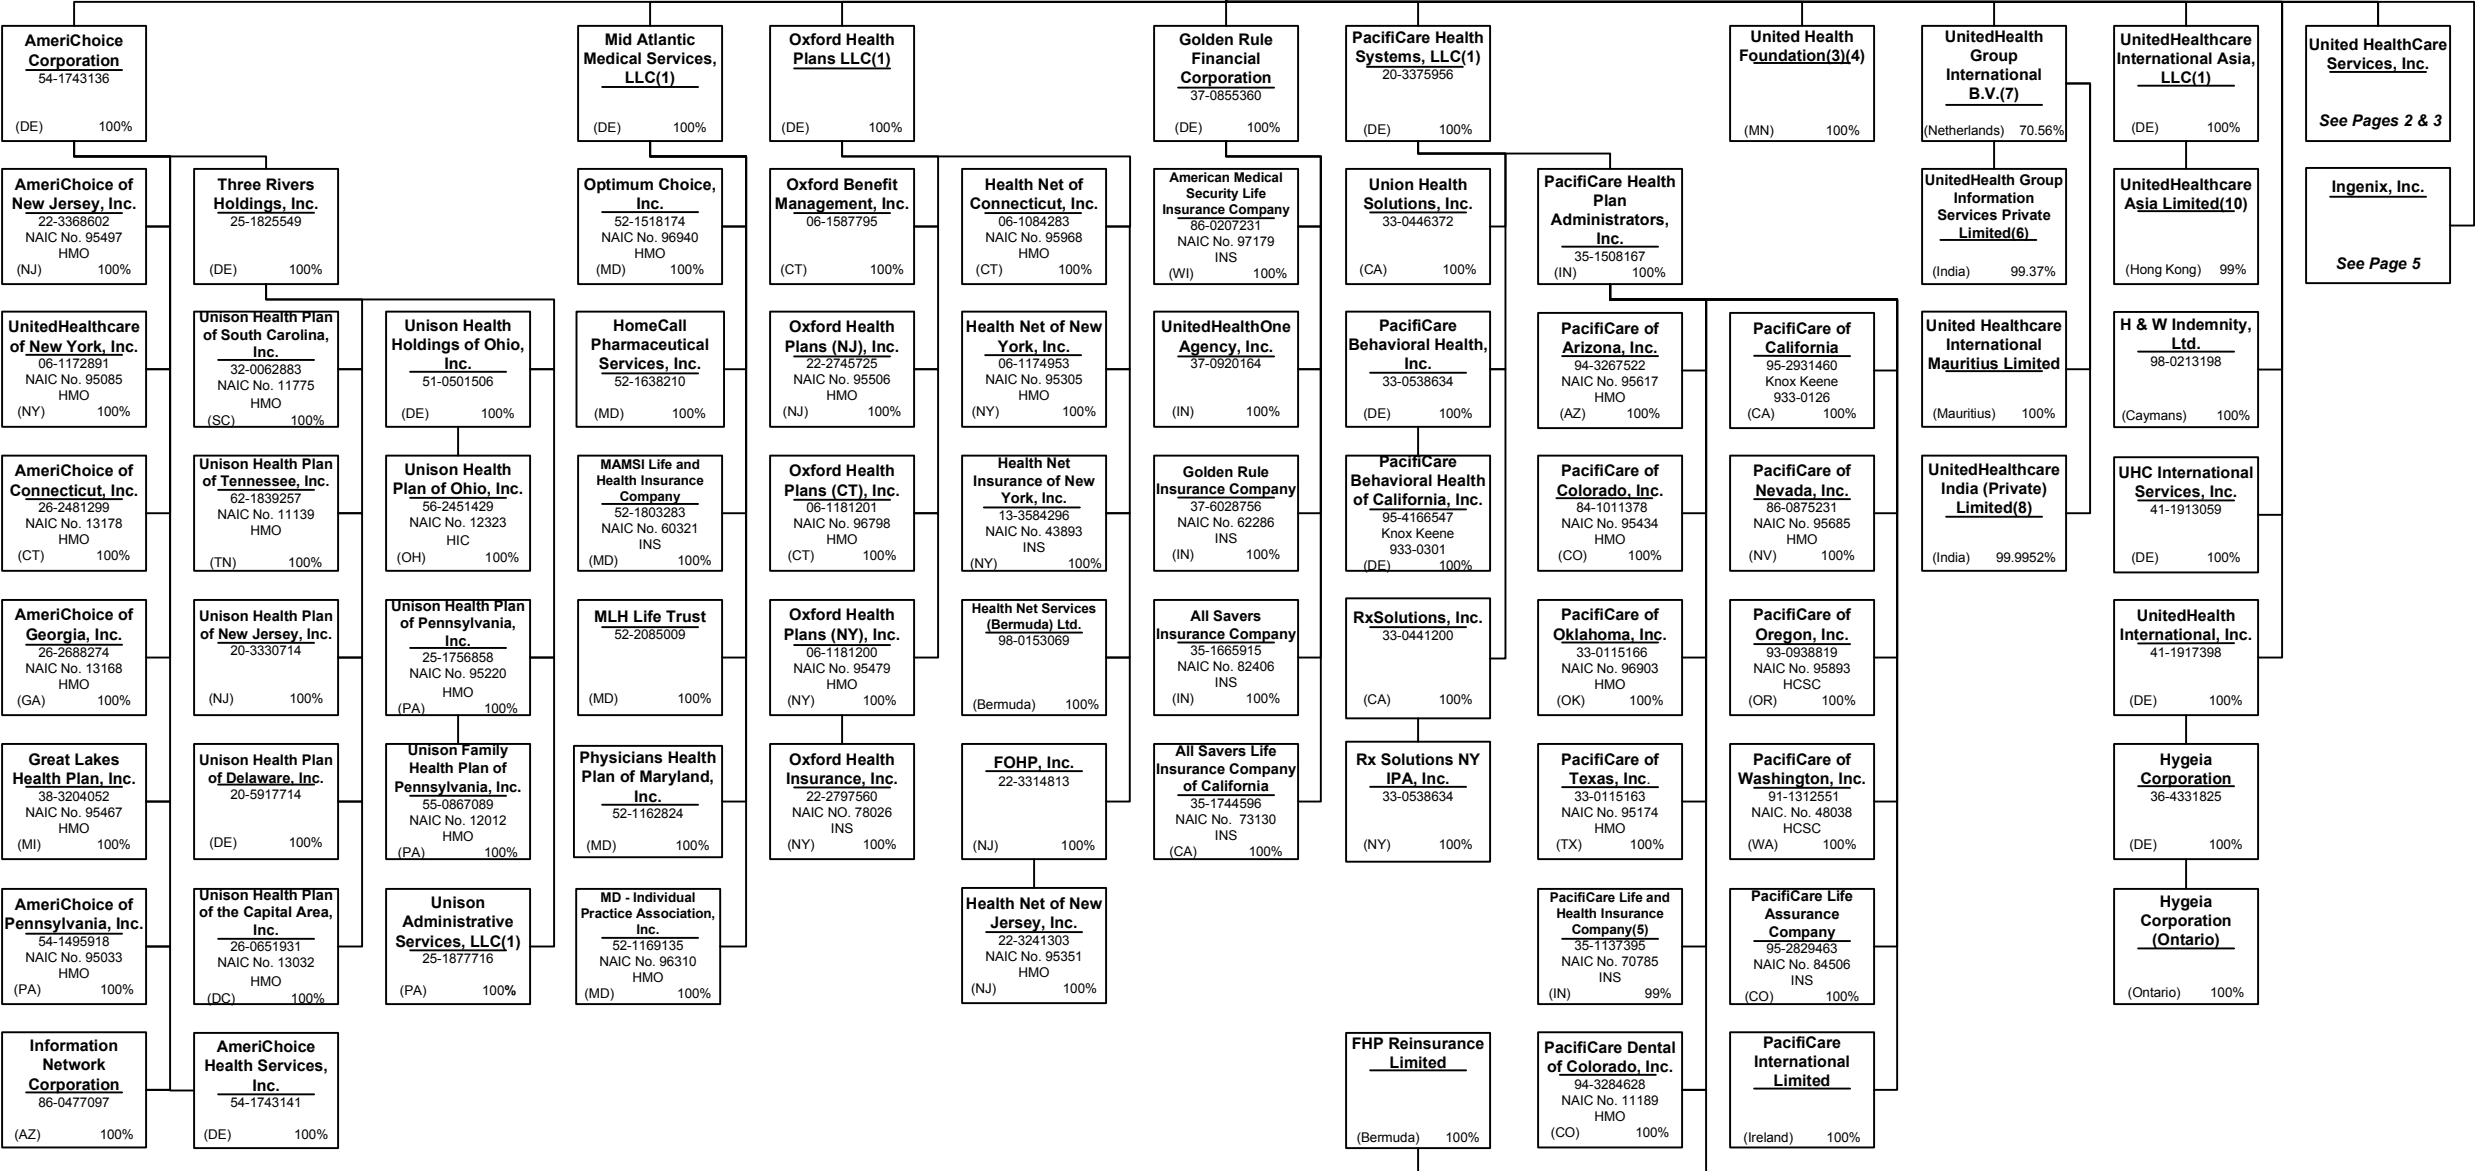 AmeriChoice
Corporation
54-1743136
(DE) 100%
Mid Atlantic
Medical Services,
LLC(1)
(DE) 100%
Oxford Health
Plans LLC(1)
(DE) 100%
Golden Rule
Financial
Corporation
37-0855360
(DE) 100%
PacifiCare Health
Systems, LLC(1)
20-3375956
(DE) 100%
United Health
Foundation(3)(4)
(MN) 100%
UnitedHealth
Group
International
B.V.(7)
(Netherlands) 70.56%
UnitedHealthcare
International Asia,
LLC(1)
(DE) 100%
United HealthCare
Services, Inc.
See Pages 2 & 3
AmeriChoice of
New Jersey, Inc.
22-3368602
NAIC No. 95497
HMO
(NJ) 100%
Three Rivers
Holdings, Inc.
25-1825549
(DE) 100%
Optimum Choice,
Inc.
52-1518174
NAIC No. 96940
HMO
(MD) 100%
Oxford Benefit
Management, Inc.
06-1587795
(CT) 100%
Health Net of
Connecticut, Inc.
06-1084283
NAIC No. 95968
HMO
(CT) 100%
American Medical
Security Life
Insurance Company
86-0207231
NAIC No. 97179
INS
(WI) 100%
Union Health
Solutions, Inc.
33-0446372
(CA) 100%
PacifiCare Health
Plan
Administrators,
Inc.
35-1508167
(IN) 100%
UnitedHealth Group
Information
Services Private
Limited(6)
(India) 99.37%
UnitedHealthcare
Asia Limited(10)
(Hong Kong) 99%
Ingenix, Inc.
See Page 5
UnitedHealthcare
of New York, Inc.
06-1172891
NAIC No. 95085
HMO
(NY) 100%
Unison Health Plan
of South Carolina,
Inc.
32-0062883
NAIC No. 11775
HMO
(SC) 100%
Unison Health
Holdings of Ohio,
Inc.
51-0501506
(DE) 100%
HomeCall
Pharmaceutical
Services, Inc.
52-1638210
(MD) 100%
Oxford Health
Plans (NJ), Inc.
22-2745725
NAIC No. 95506
HMO
(NJ) 100%
Health Net of New
York, Inc.
06-1174953
NAIC No. 95305
HMO
(NY) 100%
UnitedHealthOne
Agency, Inc.
37-0920164
(IN) 100%
PacifiCare
Behavioral Health,
Inc.
33-0538634
(DE) 100%
PacifiCare of
Arizona, Inc.
94-3267522
NAIC No. 95617
HMO
(AZ) 100%
PacifiCare of
California
95-2931460
Knox Keene
933-0126
(CA) 100%
United Healthcare
International
Mauritius Limited
(Mauritius) 100%
H & W Indemnity,
Ltd.
98-0213198
(Caymans) 100%
AmeriChoice of
Connecticut, Inc.
26-2481299
NAIC No. 13178
HMO
(CT) 100%
Unison Health Plan
of Tennessee, Inc.
62-1839257
NAIC No. 11139
HMO
(TN) 100%
Unison Health
Plan of Ohio, Inc.
56-2451429
NAIC No. 12323
HIC
(OH) 100%
MAMSI Life and
Health Insurance
Company
52-1803283
NAIC No. 60321
INS
(MD) 100%
Oxford Health
Plans (CT), Inc.
06-1181201
NAIC No. 96798
HMO
(CT) 100%
Health Net
Insurance of New
York, Inc.
13-3584296
NAIC No. 43893
INS
(NY) 100%
Golden Rule
Insurance Company
37-6028756
NAIC No. 62286
INS
(IN) 100%
PacifiCare
Behavioral Health
of California, Inc.
95-4166547
Knox Keene
933-0301
(DE) 100%
PacifiCare of
Colorado, Inc.
84-1011378
NAIC No. 95434
HMO
(CO) 100%
PacifiCare of
Nevada, Inc.
86-0875231
NAIC No. 95685
HMO
(NV) 100%
UnitedHealthcare
India (Private)
Limited(8)
(India) 99.9952%
UHC International
Services, Inc.
41-1913059
(DE) 100%
AmeriChoice of
Georgia, Inc.
26-2688274
NAIC No. 13168
HMO
(GA) 100%
Unison Health Plan
of New Jersey, Inc.
20-3330714
(NJ) 100%
Unison Health Plan
of Pennsylvania,
Inc.
25-1756858
NAIC No. 95220
HMO
(PA) 100%
MLH Life Trust
52-2085009
(MD) 100%
Oxford Health
Plans (NY), Inc.
06-1181200
NAIC No. 95479
HMO
(NY) 100%
Health Net Services
(Bermuda) Ltd.
98-0153069
(Bermuda) 100%
All Savers
Insurance Company
35-1665915
NAIC No. 82406
INS
(IN) 100%
RxSolutions, Inc.
33-0441200
(CA) 100%
PacifiCare of
Oklahoma, Inc.
33-0115166
NAIC No. 96903
HMO
(OK) 100%
PacifiCare of
Oregon, Inc.
93-0938819
NAIC No. 95893
HCSC
(OR) 100%
UnitedHealth
International, Inc.
41-1917398
(DE) 100%
Great Lakes
Health Plan, Inc.
38-3204052
NAIC No. 95467
HMO
(MI) 100%
Unison Health Plan
of Delaware, Inc.
20-5917714
(DE) 100%
Unison Family
Health Plan of
Pennsylvania, Inc.
55-0867089
NAIC No. 12012
HMO
(PA) 100%
Physicians Health
Plan of Maryland,
Inc.
52-1162824
(MD) 100%
Oxford Health
Insurance, Inc.
22-2797560
NAIC NO. 78026
INS
(NY) 100%
FOHP, Inc.
22-3314813
(NJ) 100%
All Savers Life
Insurance Company
of California
35-1744596
NAIC No. 73130
INS
(CA) 100%
Rx Solutions NY
IPA, Inc.
33-0538634
(NY) 100%
PacifiCare of
Texas, Inc.
33-0115163
NAIC No. 95174
HMO
(TX) 100%
PacifiCare of
Washington, Inc.
91-1312551
NAIC. No. 48038
HCSC
(WA) 100%
Hygeia
Corporation
36-4331825
(DE) 100%
AmeriChoice of
Pennsylvania, Inc.
54-1495918
NAIC No. 95033
HMO
(PA) 100%
Unison Health Plan
of the Capital Area,
Inc.
26-0651931
NAIC No. 13032
HMO
(DC) 100%
Unison
Administrative
Services, LLC(1)
25-1877716
(PA) 100%
MD - Individual
Practice Association,
Inc.
52-1169135
NAIC No. 96310
HMO
(MD) 100%
Health Net of New
Jersey, Inc.
22-3241303
NAIC No. 95351
HMO
(NJ) 100%
PacifiCare Life and
Health Insurance
Company(5)
35-1137395
NAIC No. 70785
INS
(IN) 99%
PacifiCare Life
Assurance
Company
95-2829463
NAIC No. 84506
INS
(CO) 100%
Hygeia
Corporation
(Ontario)
(Ontario) 100%
Information
Network
Corporation
86-0477097
(AZ) 100%
AmeriChoice
Health Services,
Inc.
54-1743141
(DE) 100%
FHP Reinsurance
Limited
(Bermuda) 100%
PacifiCare Dental
of Colorado, Inc.
94-3284628
NAIC No. 11189
HMO
(CO) 100%
PacifiCare
International
Limited
(Ireland) 100%